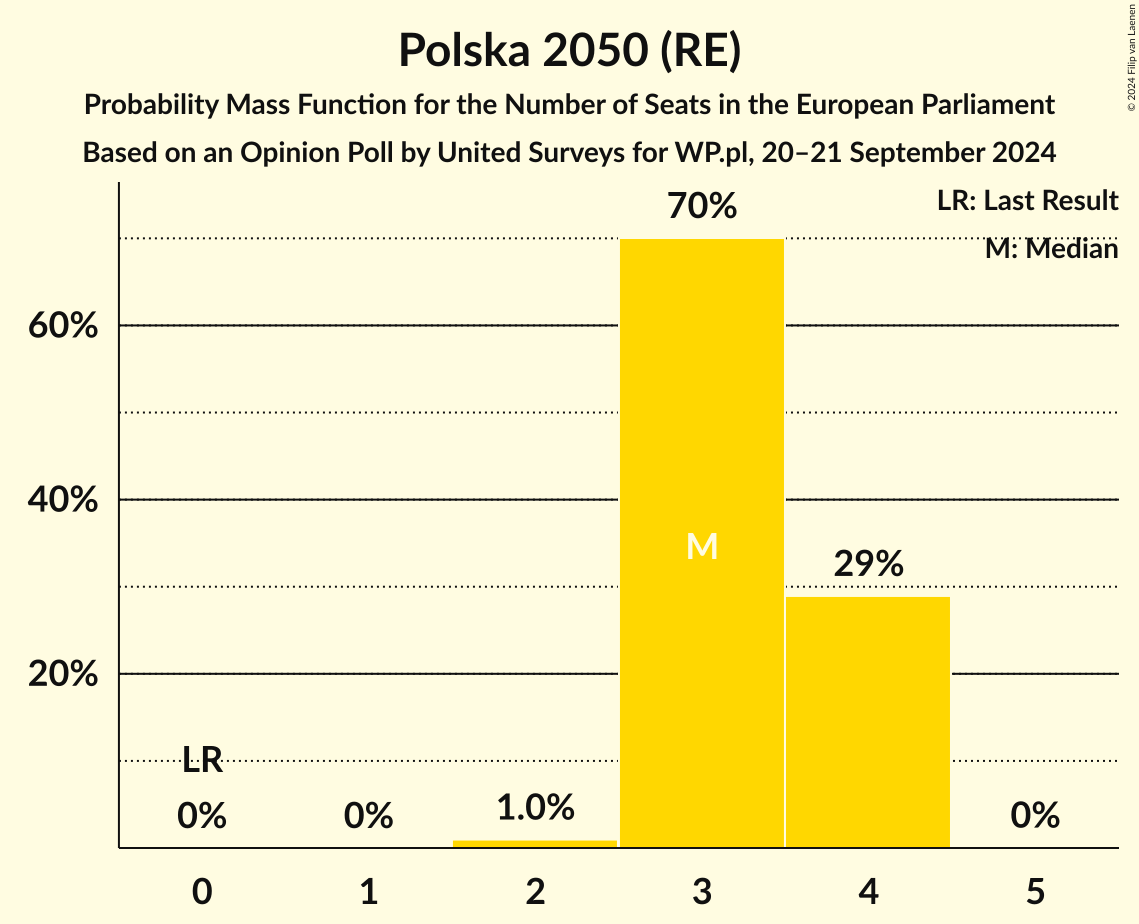 Polska 2050 (RE)
Probability Mass Function for the Number of Seats in the European Parliament
Based on an Opinion Poll by United Surveys for WP.pl, 20–21 September 2024
© 2024 Filip van Laenen
LR: Last Result
M: Median
70%
60%
40%
20%
M
29%
LR
0%
0%
1.0%
0%
0
1
2
3
4
5